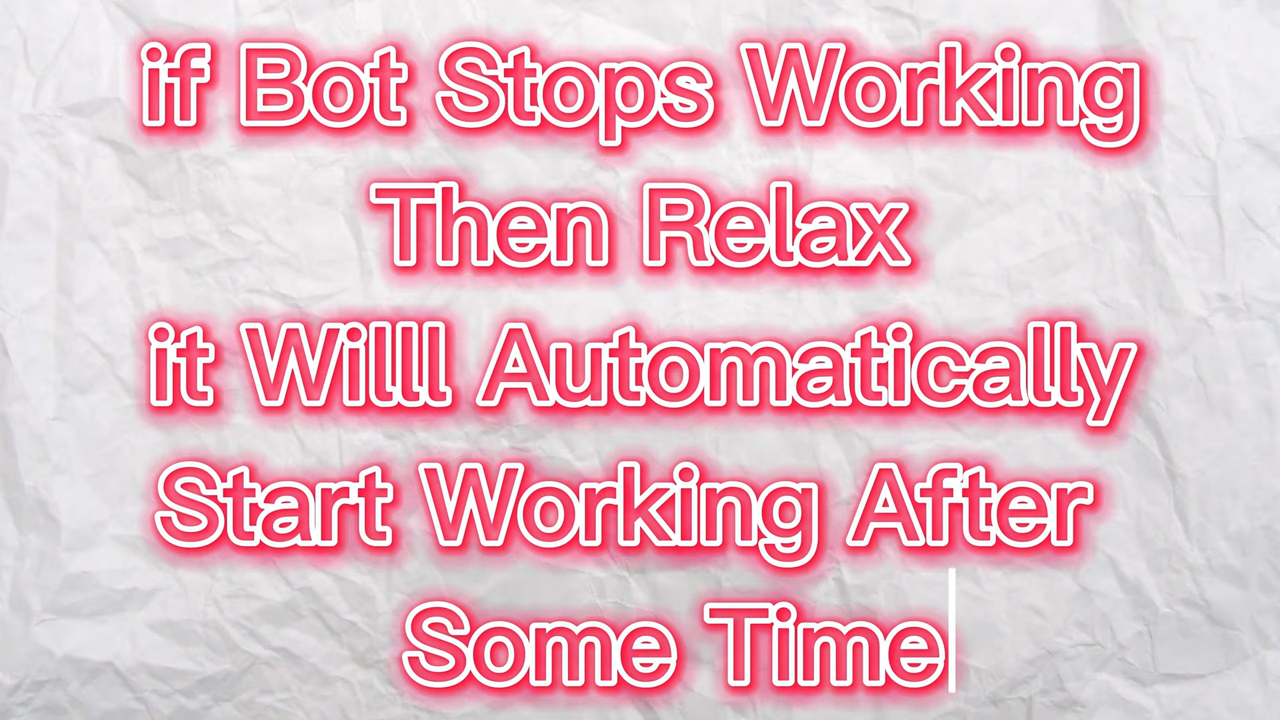 if Bot Stops Working
Then Relax
it Willl Automatically
Start Working After
Some Time